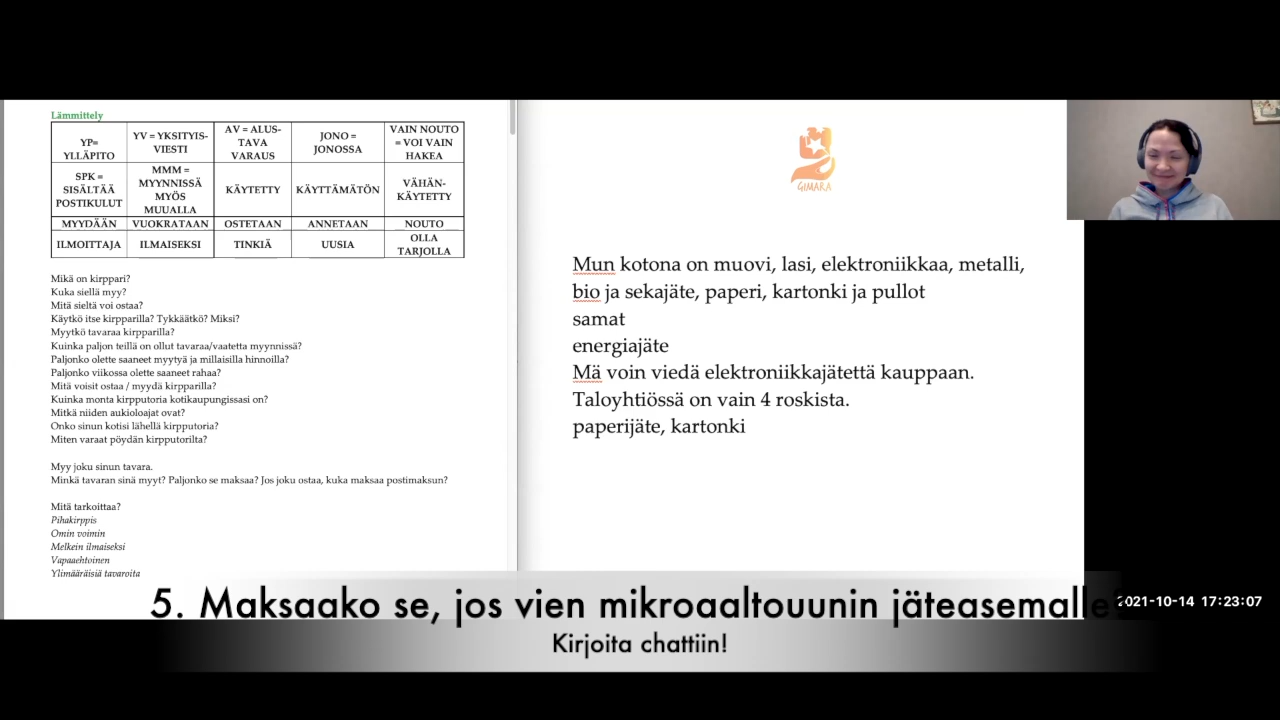 Lämmittely
YP=
YLLÄPITO
YV = YKSITYIS-
VIESTI
AV = ALUS-
TAVA
VARAUS
JONO =
JONOSSA
VAIN NOUTO
= VOI VAIN
HAKEA
SPK =
SISÄLTÄÄ
POSTIKULUT
MMM =
MYYNNISSÄ
MYÖS
MUUALLA
KÄYTETTY
KÄYTTÄMÄTÖN
VÄHÄN-
KÄYTETTY
MYYDÄÄN
VUOKRATAAN
OSTETAAN
ANNETAAN
NOUTO
ILMOITTAJA
ILMAISEKSI
TINKIÄ
UUSIA
OLLA
TARJOLLA
Mikä on kirppari?
Kuka siellä myy?
Mitä sieltä voi ostaa?
Käytkö itse kirpparilla? Tykkäätkö? Miksi?
Myytkö tavaraa kirpparilla?
Kuinka paljon teillä on ollut tavaraa/vaatetta myynnissä?
Paljonko olette saaneet myytyä ja millaisilla hinnoilla?
Paljonko viikossa olette saaneet rahaa?
Mitä voisit ostaa / myydä kirpparilla?
Kuinka monta kirpputoria kotikaupungissasi on?
Mitkä niiden aukioloajat ovat?
Onko sinun kotisi lähellä kirpputoria?
Miten varaat pöydän kirpputorilta?
Myy joku sinun tavara.
Minkä tavaran sinä myyt? Paljonko se maksaa? Jos joku ostaa, kuka maksaa postimaksun?
Mitä tarkoittaa?
Pihakirppis
Omin voimin
Melkein ilmaiseksi
Vapaaehtoinen
Ylimääräisiä tavaroita
GIMARA
Mun kotona on muovi, lasi, elektroniikkaa, metalli,
bio ja sekajäte, paperi, kartonki ja pullot
samat
energiajäte
Mä voin viedä elektroniikkajätettä kauppaan.
Taloyhtiössä on vain 4 roskista.
paperijäte, kartonki
5. Maksaako se, jos vien mikroaaltouunin jäteasemalle
Kirjoita chattiin!
2021-10-14 17:23:07